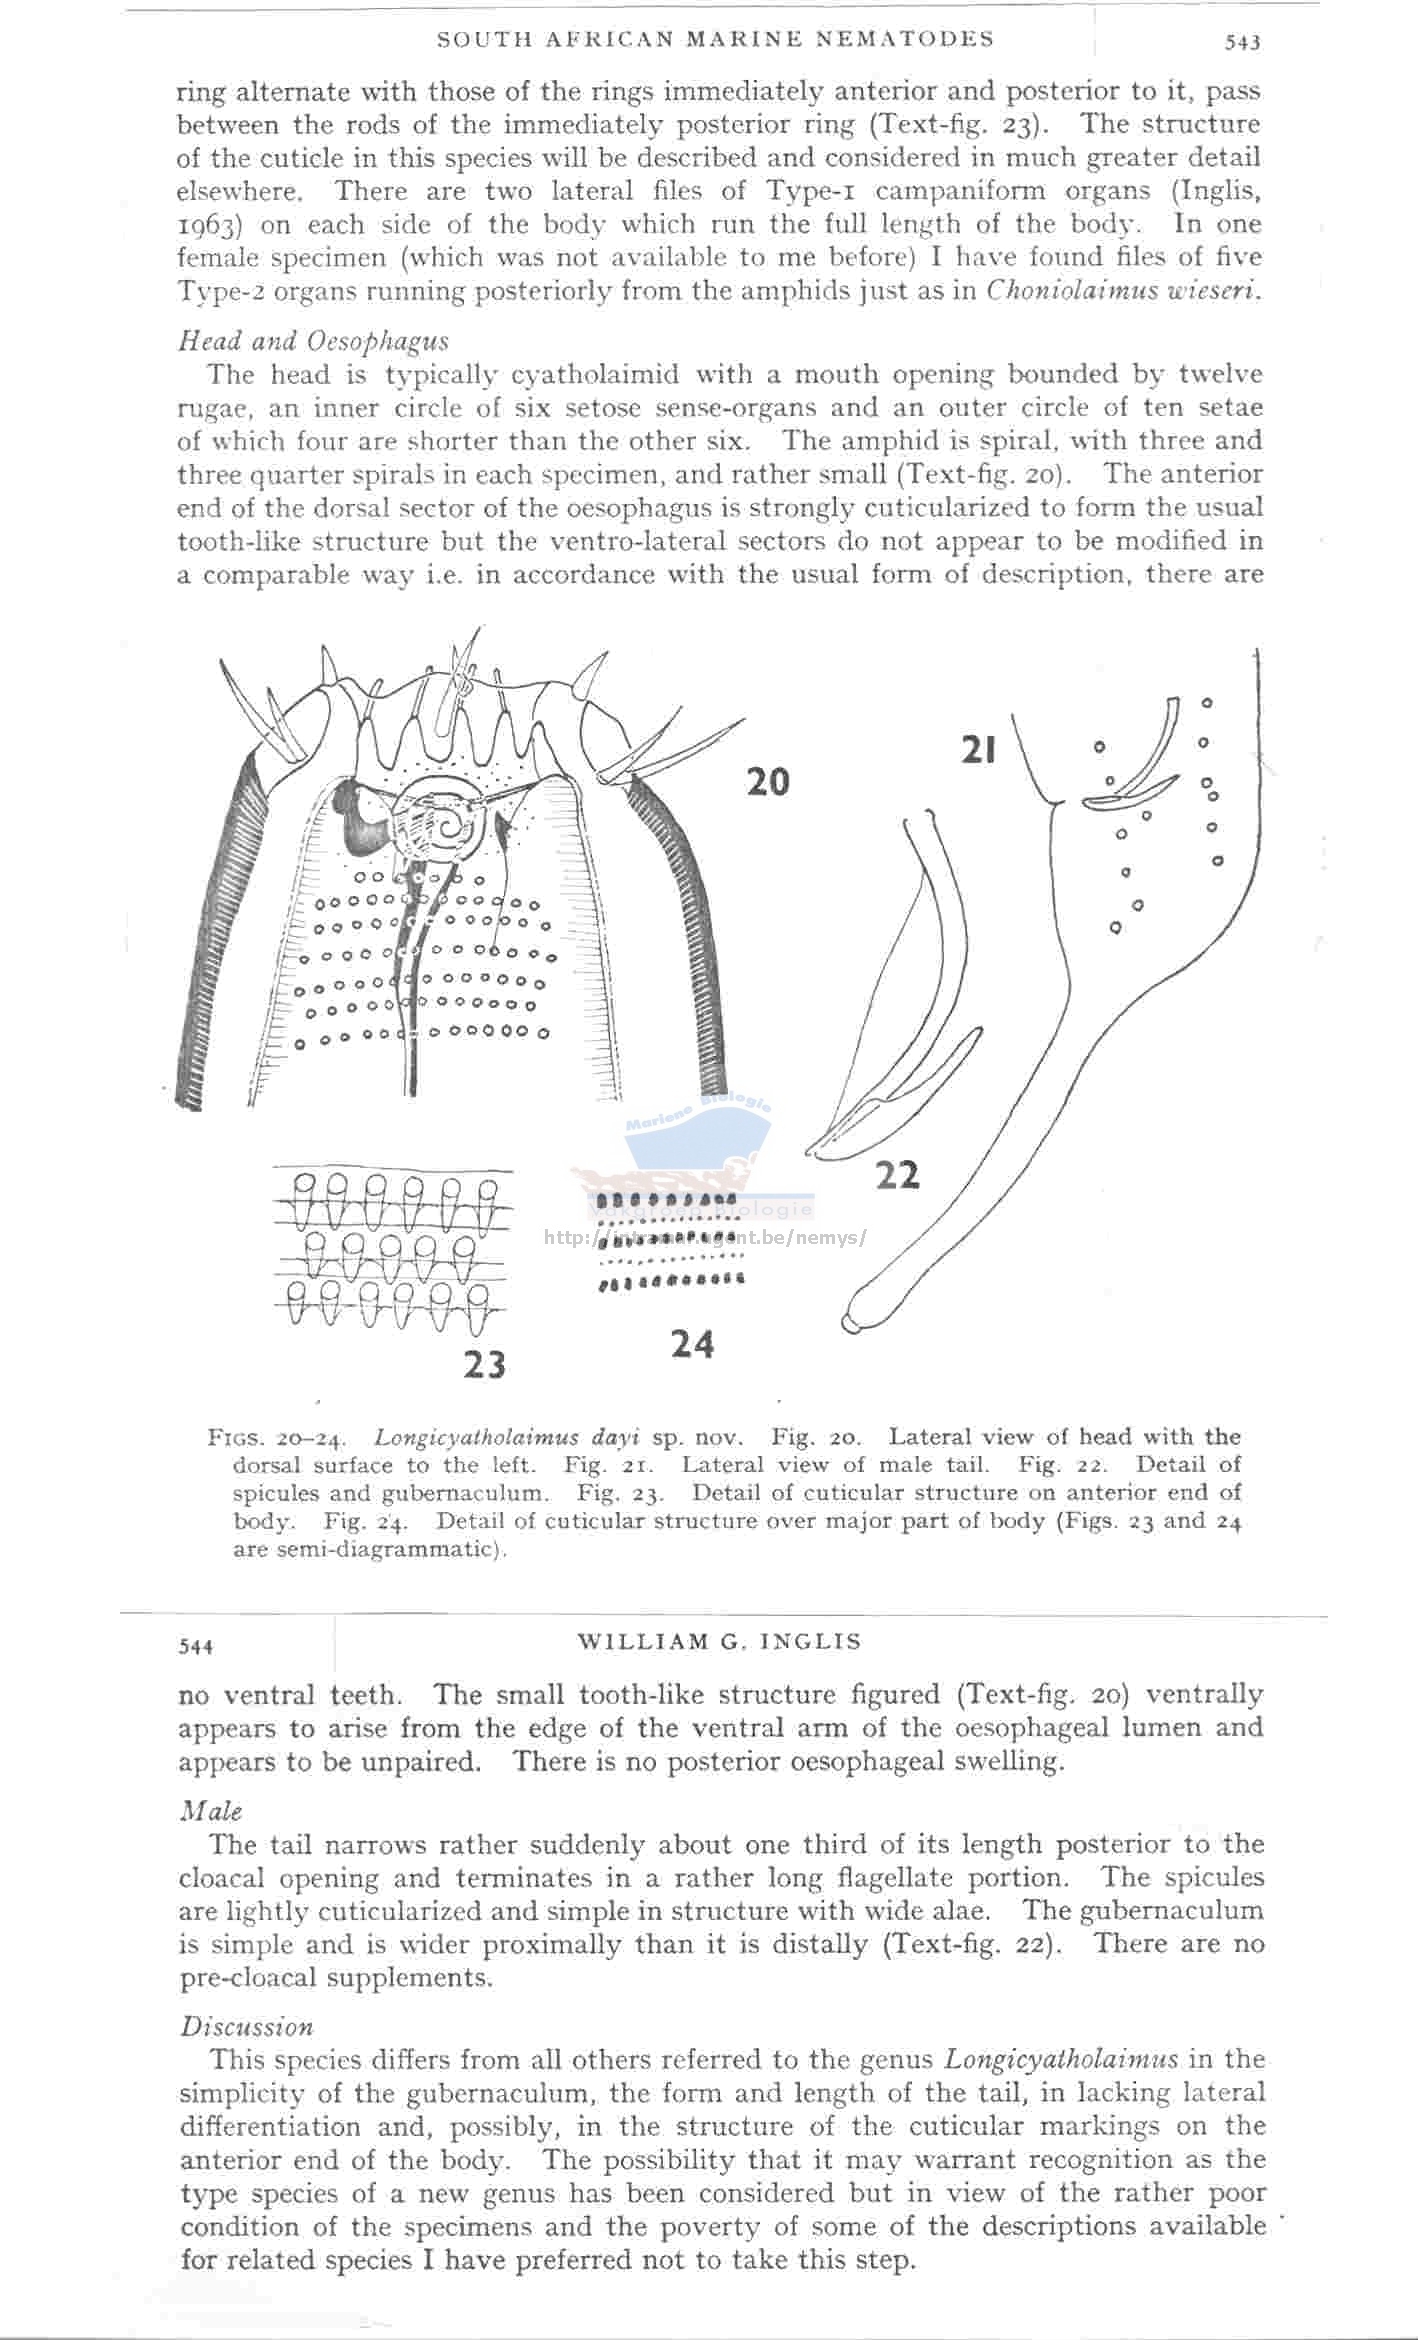 SOUTH AFRICAN MARINE NEMATODES 543
ring alternate with those of the rings immediately anterior and posterior to it, pass
between the rods of the immediately posterior ring (Text-fig. 23). The structure
of the cuticle in this species will be described and considered in much greater detail
elsewhere. There are two lateral files of Type-1 campaniform organs (Inglis,
1963) on each side of the body which run the full length of the body. In one
female specimen (which was not available to me before) I have found files of five
Type-2 organs running posteriorly from the amphids just as in Choniolaimus wieseri.
Head and Oesophagus
The head is typically cyatholaimid with a mouth opening bounded by twelve
rugae, an inner circle of six setose sense-organs and an outer circle of ten setae
of which four are shorter than the other six. The amphid is spiral, with three and
three quarter spirals in each specimen, and rather small (Text-fig. 20). The anterior
end of the dorsal sector of the oesophagus is strongly cuticularized to form the usual
tooth-like structure but the ventro-lateral sectors do not appear to be modified in
a comparable way i.e. in accordance with the usual form of description, there are
21
20
Mariene Biologie
22
Vakgroep Biologie
http://intramar.ugent.be/nemys/
24
23
FIGS. 20–24. Longicyatholaimus dayi sp. nov. Fig. 20. Lateral view of head with the
dorsal surface to the left. Fig. 21. Lateral view of male tail. Fig. 22. Detail of
spicules and gubernaculum. Fig. 23. Detail of cuticular structure on anterior end of
body. Fig. 24. Detail of cuticular structure over major part of body (Figs. 23 and 24
are semi-diagrammatic).
544 WILLIAM G. INGLIS
no ventral teeth. The small tooth-like structure figured (Text-fig. 20) ventrally
appears to arise from the edge of the ventral arm of the oesophageal lumen and
appears to be unpaired. There is no posterior oesophageal swelling.
Male
The tail narrows rather suddenly about one third of its length posterior to the
cloacal opening and terminates in a rather long flagellate portion. The spicules
are lightly cuticularized and simple in structure with wide alae. The gubernaculum
is simple and is wider proximally than it is distally (Text-fig. 22). There are no
pre-cloacal supplements.
Discussion
This species differs from all others referred to the genus Longicyatholaimus in the
simplicity of the gubernaculum, the form and length of the tail, in lacking lateral
differentiation and, possibly, in the structure of the cuticular markings on the
anterior end of the body. The possibility that it may warrant recognition as the
type species of a new genus has been considered but in view of the rather poor
condition of the specimens and the poverty of some of the descriptions available
for related species I have preferred not to take this step.